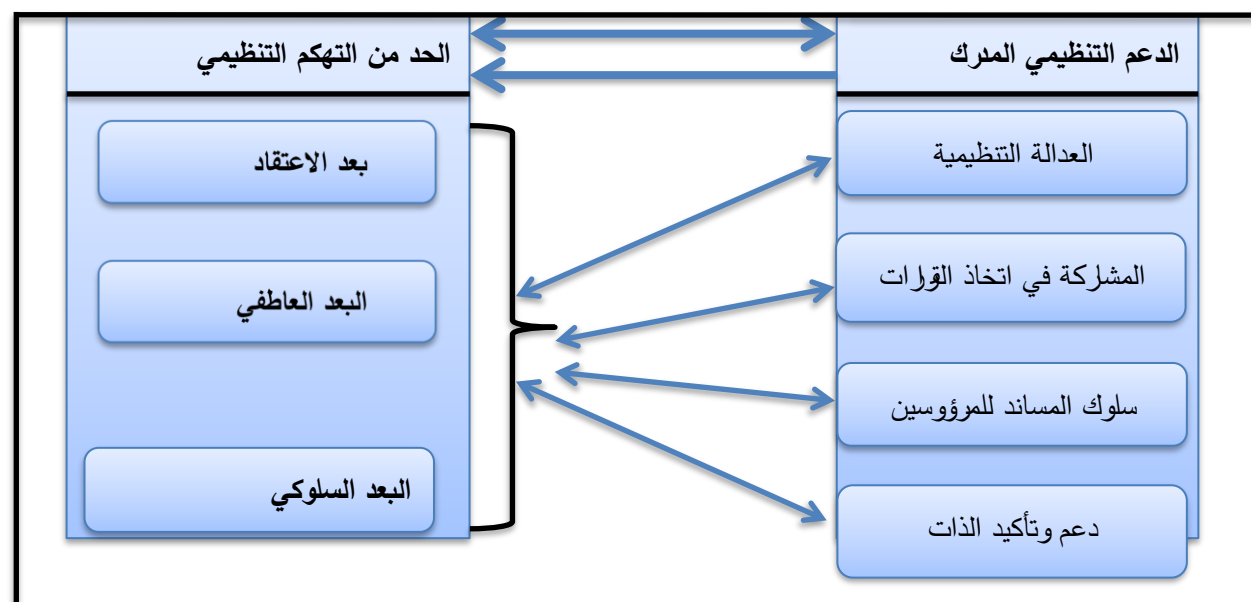 الدعم التنظيمي المدرك
العدالة التنظيمية
المشاركة في اتخاذ القرارات
سلوك المساند للمرؤوسين
دعم وتأكيد الذات
الحد من التهكم التنظيمي
بعد الاعتقاد
البعد العاطفي
البعد السلوكي